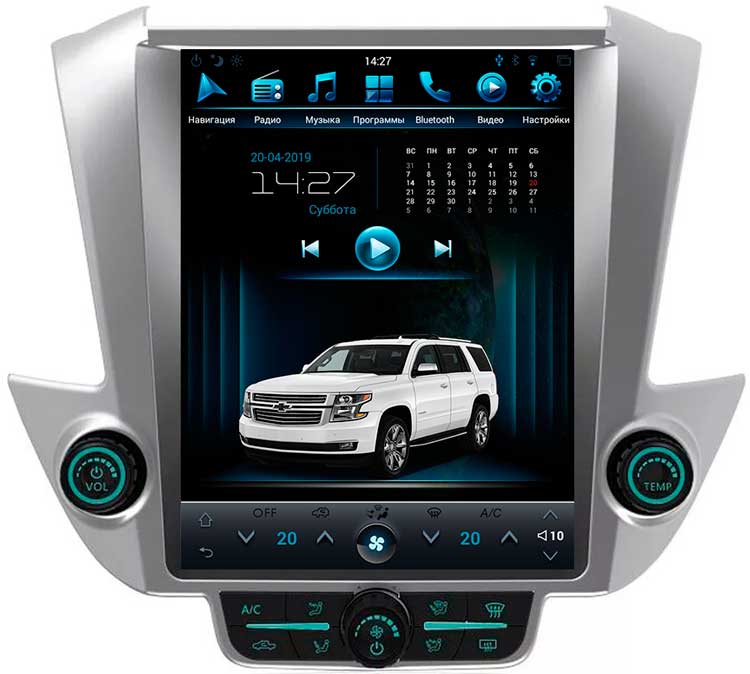 14:27
Навигация Радио Музыка Программы Bluetooth Видео Настройки
20-04-2019
14:27
Суббота
ВС ПН ВТ СР ЧТ ПТ СБ
31 1 2 3 4 5 6
7 8 9 10 11 12 13
14 15 16 17 18 19 20
21 22 23 24 25 26 27
28 29 30 1 2 3 4
5 6 7 8 9 10 11
VOL
TEMP
OFF A/C
20 20 10
A/C